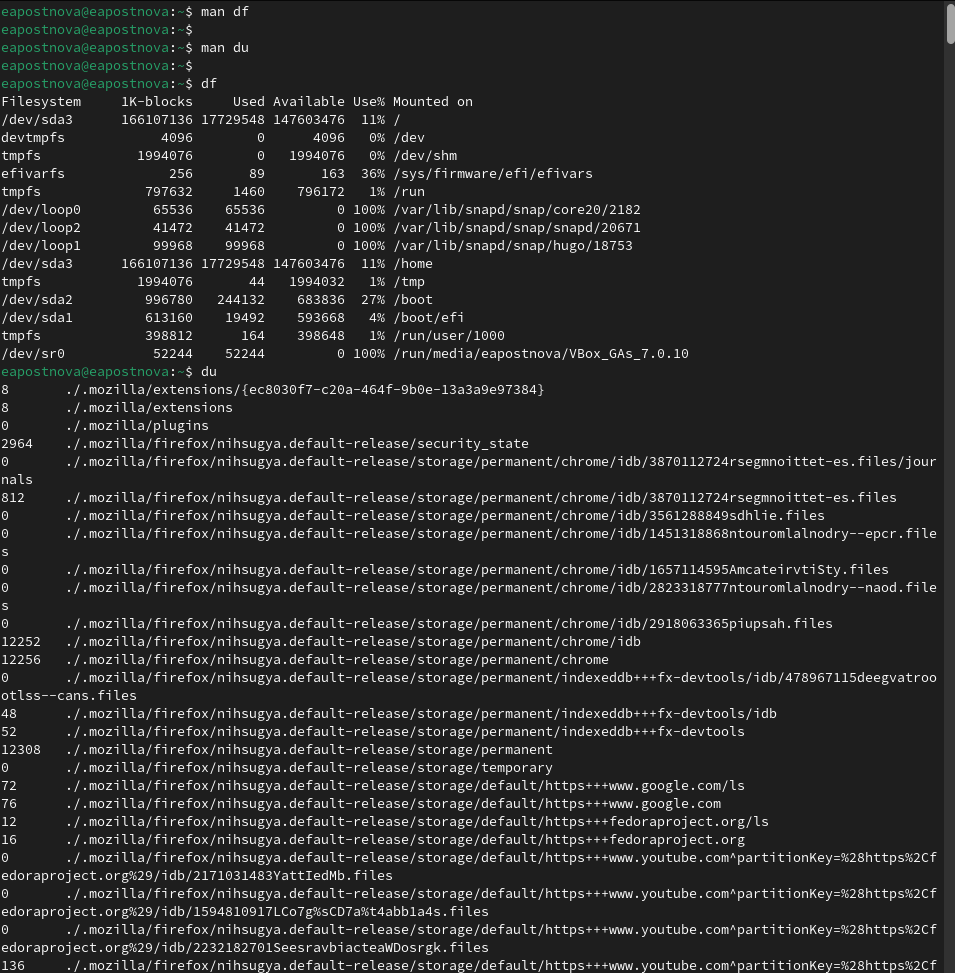 eapostnova@eapostnova:~$ man df
eapostnova@eapostnova:~$
eapostnova@eapostnova:~$ man du
eapostnova@eapostnova:~$
eapostnova@eapostnova:~$ df
Filesystem     1K-blocks     Used Available Use% Mounted on
/dev/sda3      166107136 17729548 147603476  11% /
devtmpfs            4096        0      4096   0% /dev
tmpfs            1994076        0   1994076   0% /dev/shm
efivarfs             256       89       163  36% /sys/firmware/efi/efivars
tmpfs             797632     1460    796172   1% /run
/dev/loop0         65536    65536         0 100% /var/lib/snapd/snap/core20/2182
/dev/loop2         41472    41472         0 100% /var/lib/snapd/snap/snapd/20671
/dev/loop1         99968    99968         0 100% /var/lib/snapd/snap/hugo/18753
/dev/sda3      166107136 17729548 147603476  11% /home
tmpfs            1994076       44   1994032   1% /tmp
/dev/sda2         996780   244132    683836  27% /boot
/dev/sda1         613160    19492    593668   4% /boot/efi
tmpfs             398812      164    398648   1% /run/user/1000
/dev/sr0           52244    52244         0 100% /run/media/eapostnova/VBox_GAs_7.0.10
eapostnova@eapostnova:~$ du
8       ./.mozilla/extensions/{ec8030f7-c20a-464f-9b0e-13a3a9e97384}
8       ./.mozilla/extensions
0       ./.mozilla/plugins
2964    ./.mozilla/firefox/nihsugya.default-release/security_state
0       ./.mozilla/firefox/nihsugya.default-release/storage/permanent/chrome/idb/3870112724rsegmnoittet-es.files/jour
nals
812     ./.mozilla/firefox/nihsugya.default-release/storage/permanent/chrome/idb/3870112724rsegmnoittet-es.files
0       ./.mozilla/firefox/nihsugya.default-release/storage/permanent/chrome/idb/3561288849sdhlie.files
0       ./.mozilla/firefox/nihsugya.default-release/storage/permanent/chrome/idb/1451318868ntouromlalnodry--epcr.file
s
0       ./.mozilla/firefox/nihsugya.default-release/storage/permanent/chrome/idb/1657114595AmcateirvtiSty.files
0       ./.mozilla/firefox/nihsugya.default-release/storage/permanent/chrome/idb/2823318777ntouromlalnodry--naod.file
s
0       ./.mozilla/firefox/nihsugya.default-release/storage/permanent/chrome/idb/2918063365piupsah.files
12252   ./.mozilla/firefox/nihsugya.default-release/storage/permanent/chrome/idb
12256   ./.mozilla/firefox/nihsugya.default-release/storage/permanent/chrome
0       ./.mozilla/firefox/nihsugya.default-release/storage/permanent/indexeddb+++fx-devtools/idb/478967115deegvatroo
otlss--cans.files
48      ./.mozilla/firefox/nihsugya.default-release/storage/permanent/indexeddb+++fx-devtools/idb
52      ./.mozilla/firefox/nihsugya.default-release/storage/permanent/indexeddb+++fx-devtools
12308   ./.mozilla/firefox/nihsugya.default-release/storage/permanent
0       ./.mozilla/firefox/nihsugya.default-release/storage/temporary
72      ./.mozilla/firefox/nihsugya.default-release/storage/default/https+++www.google.com/ls
76      ./.mozilla/firefox/nihsugya.default-release/storage/default/https+++www.google.com
12      ./.mozilla/firefox/nihsugya.default-release/storage/default/https+++fedoraproject.org/ls
16      ./.mozilla/firefox/nihsugya.default-release/storage/default/https+++fedoraproject.org
0       ./.mozilla/firefox/nihsugya.default-release/storage/default/https+++www.youtube.com^partitionKey=%28https%2Cf
edoraproject.org%29/idb/2171031483YattIedMb.files
0       ./.mozilla/firefox/nihsugya.default-release/storage/default/https+++www.youtube.com^partitionKey=%28https%2Cf
edoraproject.org%29/idb/1594810917LCo7g%sCD7a%t4abb1a4s.files
0       ./.mozilla/firefox/nihsugya.default-release/storage/default/https+++www.youtube.com^partitionKey=%28https%2Cf
edoraproject.org%29/idb/2232182701SeesravbiacteaWDosrgk.files
136     ./.mozilla/firefox/nihsugya.default-release/storage/default/https+++www.youtube.com^partitionKey=%28https%2Cf